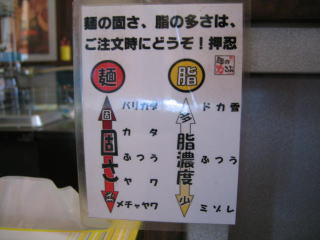 麺の固さ、脂の多さは、
ご注文時にどうぞ！押忍
麺
脂
固
固さ
バリカタ
カタ
ふつう
ヤワ
メチャヤワ
多
脂濃度
少
ドカ雪
ふつう
ミゾレ